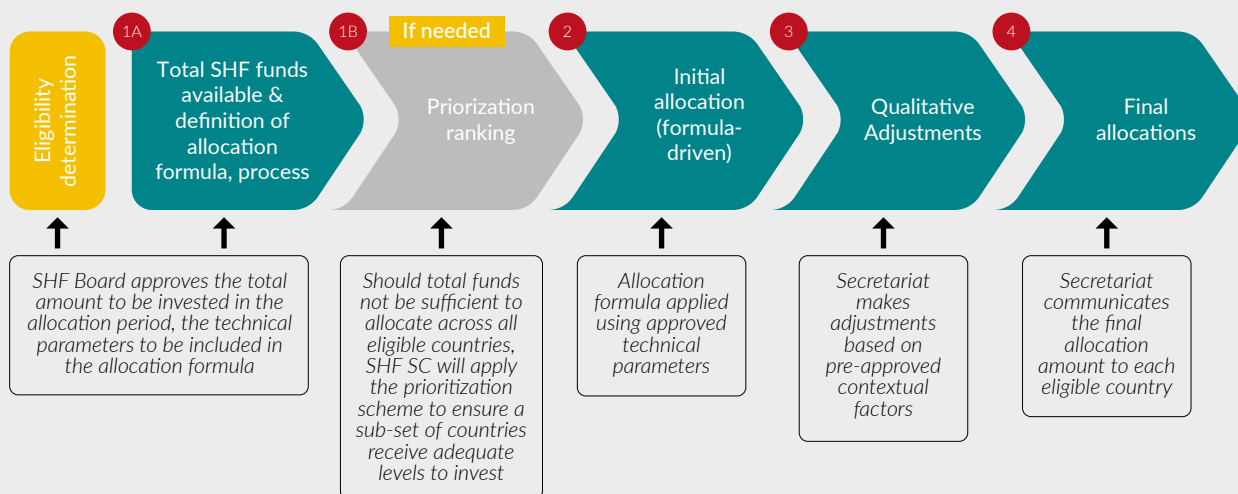 Eligibility
determination
1A
Total SHF funds
available &
definition of
allocation
formula, process
1B
If needed
Priorization
ranking
2
Initial
allocation
(formula-
driven)
3
Qualitative
Adjustments
4
Final
allocations
SHF Board approves the total
amount to be invested in the
allocation period, the technical
parameters to be included in
the allocation formula
Should total funds
not be sufficient to
allocate across all
eligible countries,
SHF SC will apply
the prioritization
scheme to ensure a
sub-set of countries
receive adequate
levels to invest
Allocation
formula applied
using approved
technical
parameters
Secretariat
makes
adjustments
based on
pre-approved
contextual
factors
Secretariat
communicates
the final
allocation
amount to each
eligible country